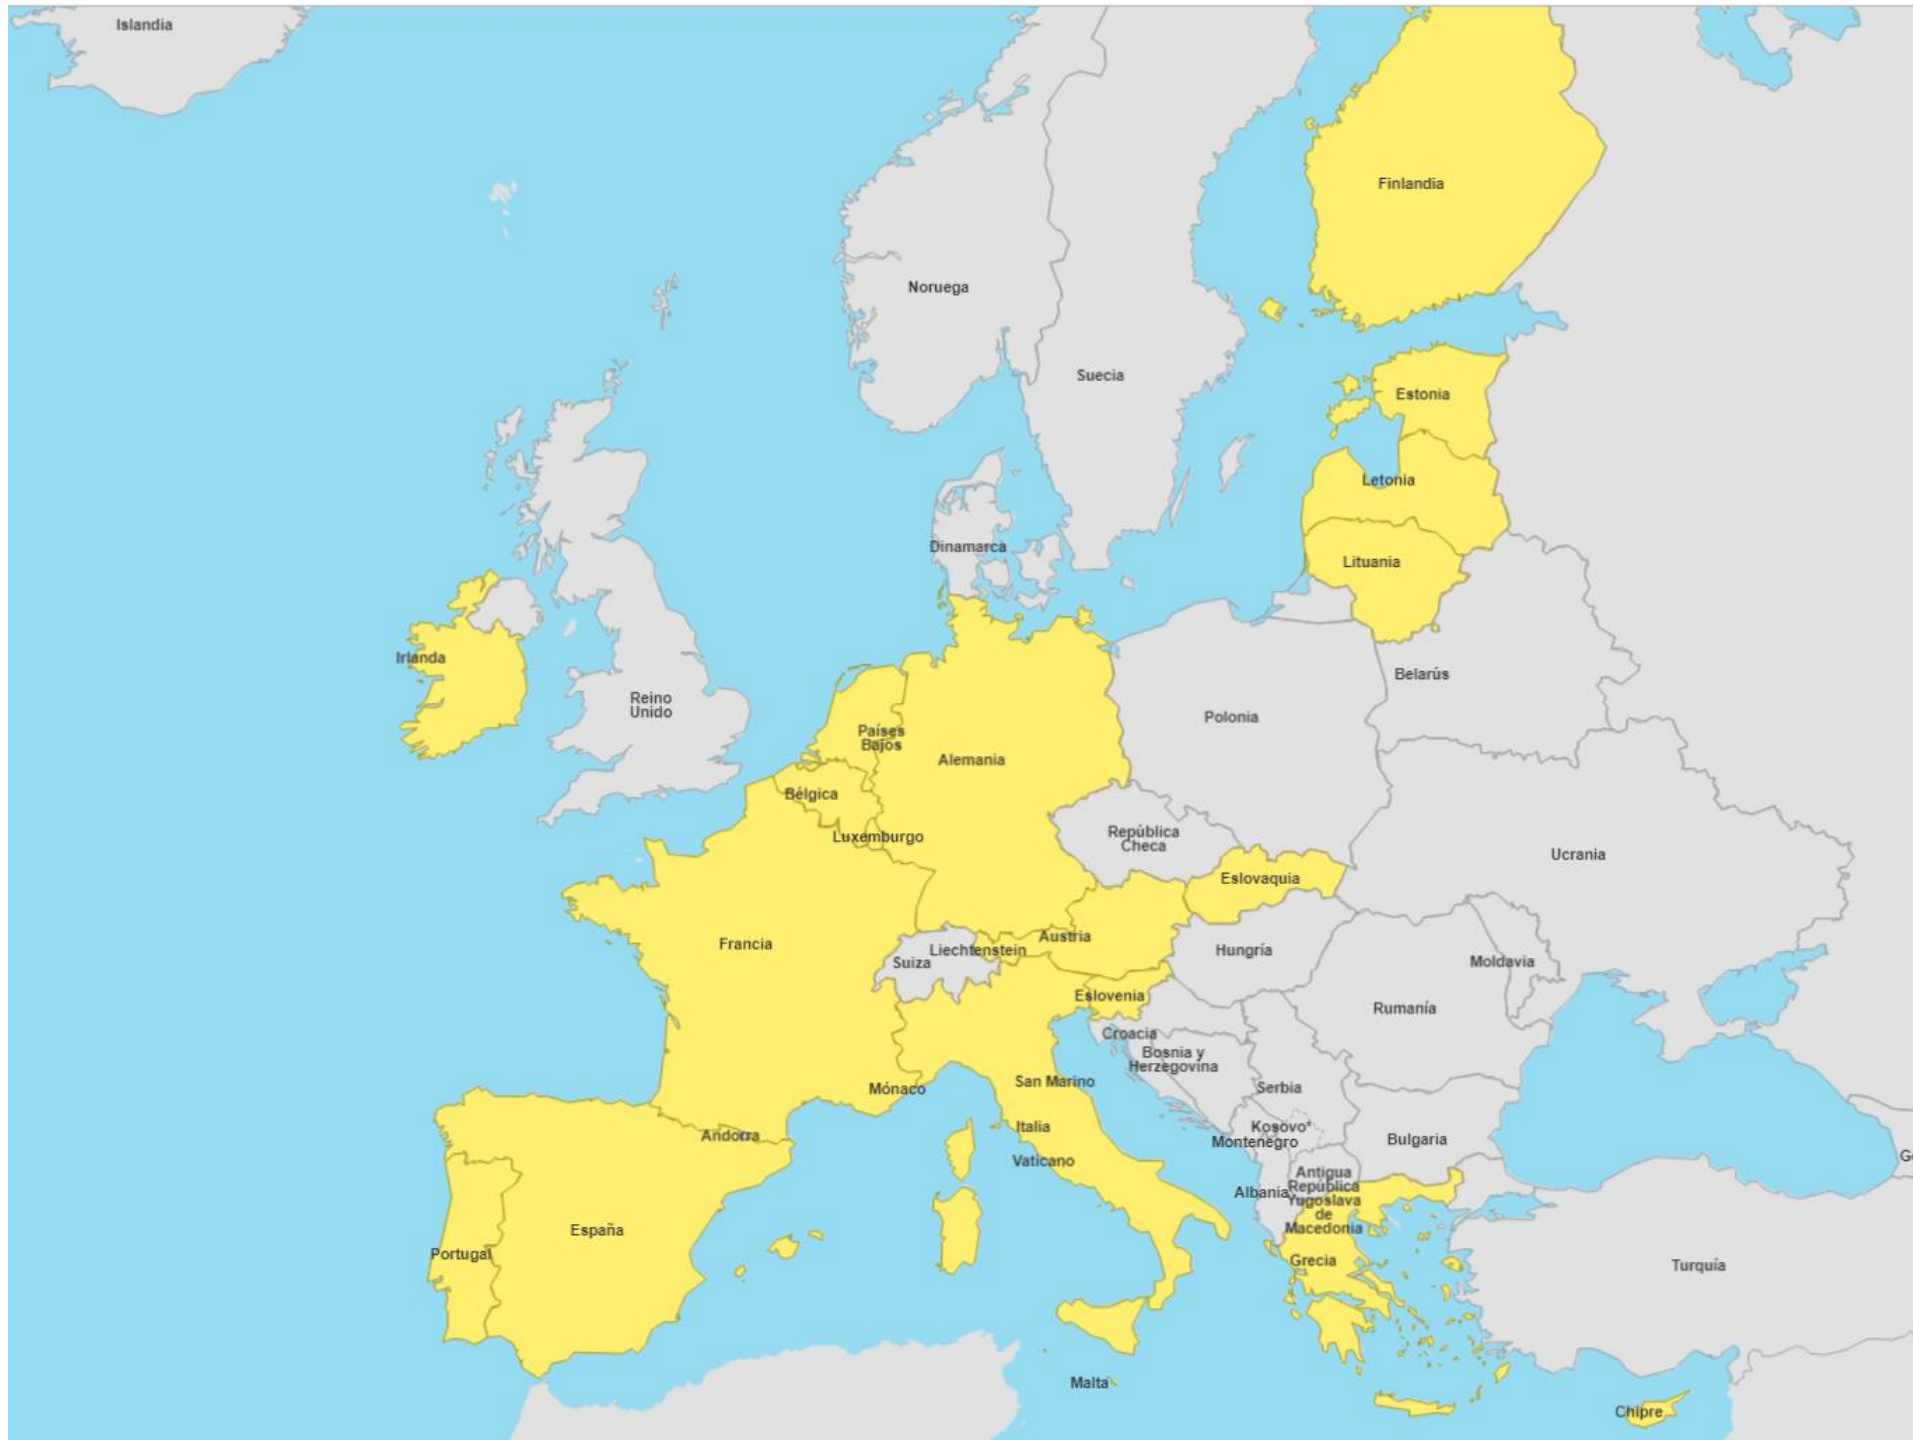 Islandia
Finlandia
Noruega
Suecia
Estonia
Letonia
Dinamarca
Lituania
Irlanda
Belarús
Reino
Unido
Polonia
Países
Bajos
Alemania
Bélgica
República
Checa
Luxemburgo
Ucrania
Eslovaquia
Francia
Austria
Liechtenstein
Hungría
Suiza
Moldavia
Eslovenia
Rumanía
Croacia
Bosnia y
Herzegovina
San Marino
Serbia
Mónaco
Italia
Kosovo*
Andorra
Montenegro
Bulgaria
Vaticano
Antigua
República
Yugoslava
de
Macedonia
Albania
España
Portugal
Grecia
Turquía
Malta
Chipre